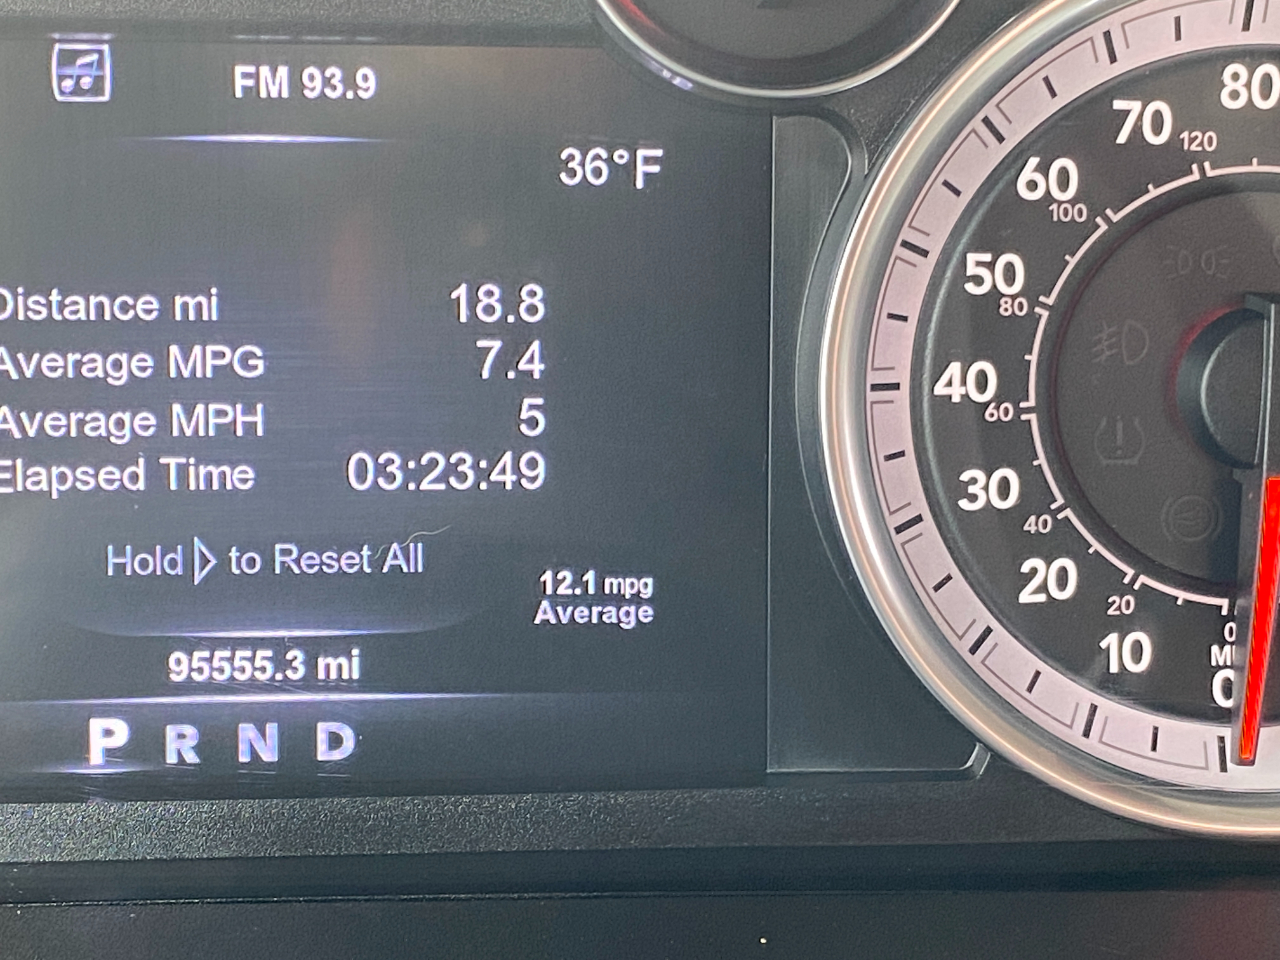 FM 93.9
36°F
Distance mi 18.8
Average MPG 7.4
Average MPH 5
Elapsed Time 03:23:49
Hold ▷ to Reset All
12.1 mpg
Average
95555.3 mi
P R N D
80
70
120
60
100
50
80
40
60
30
40
20
20
10
0
0